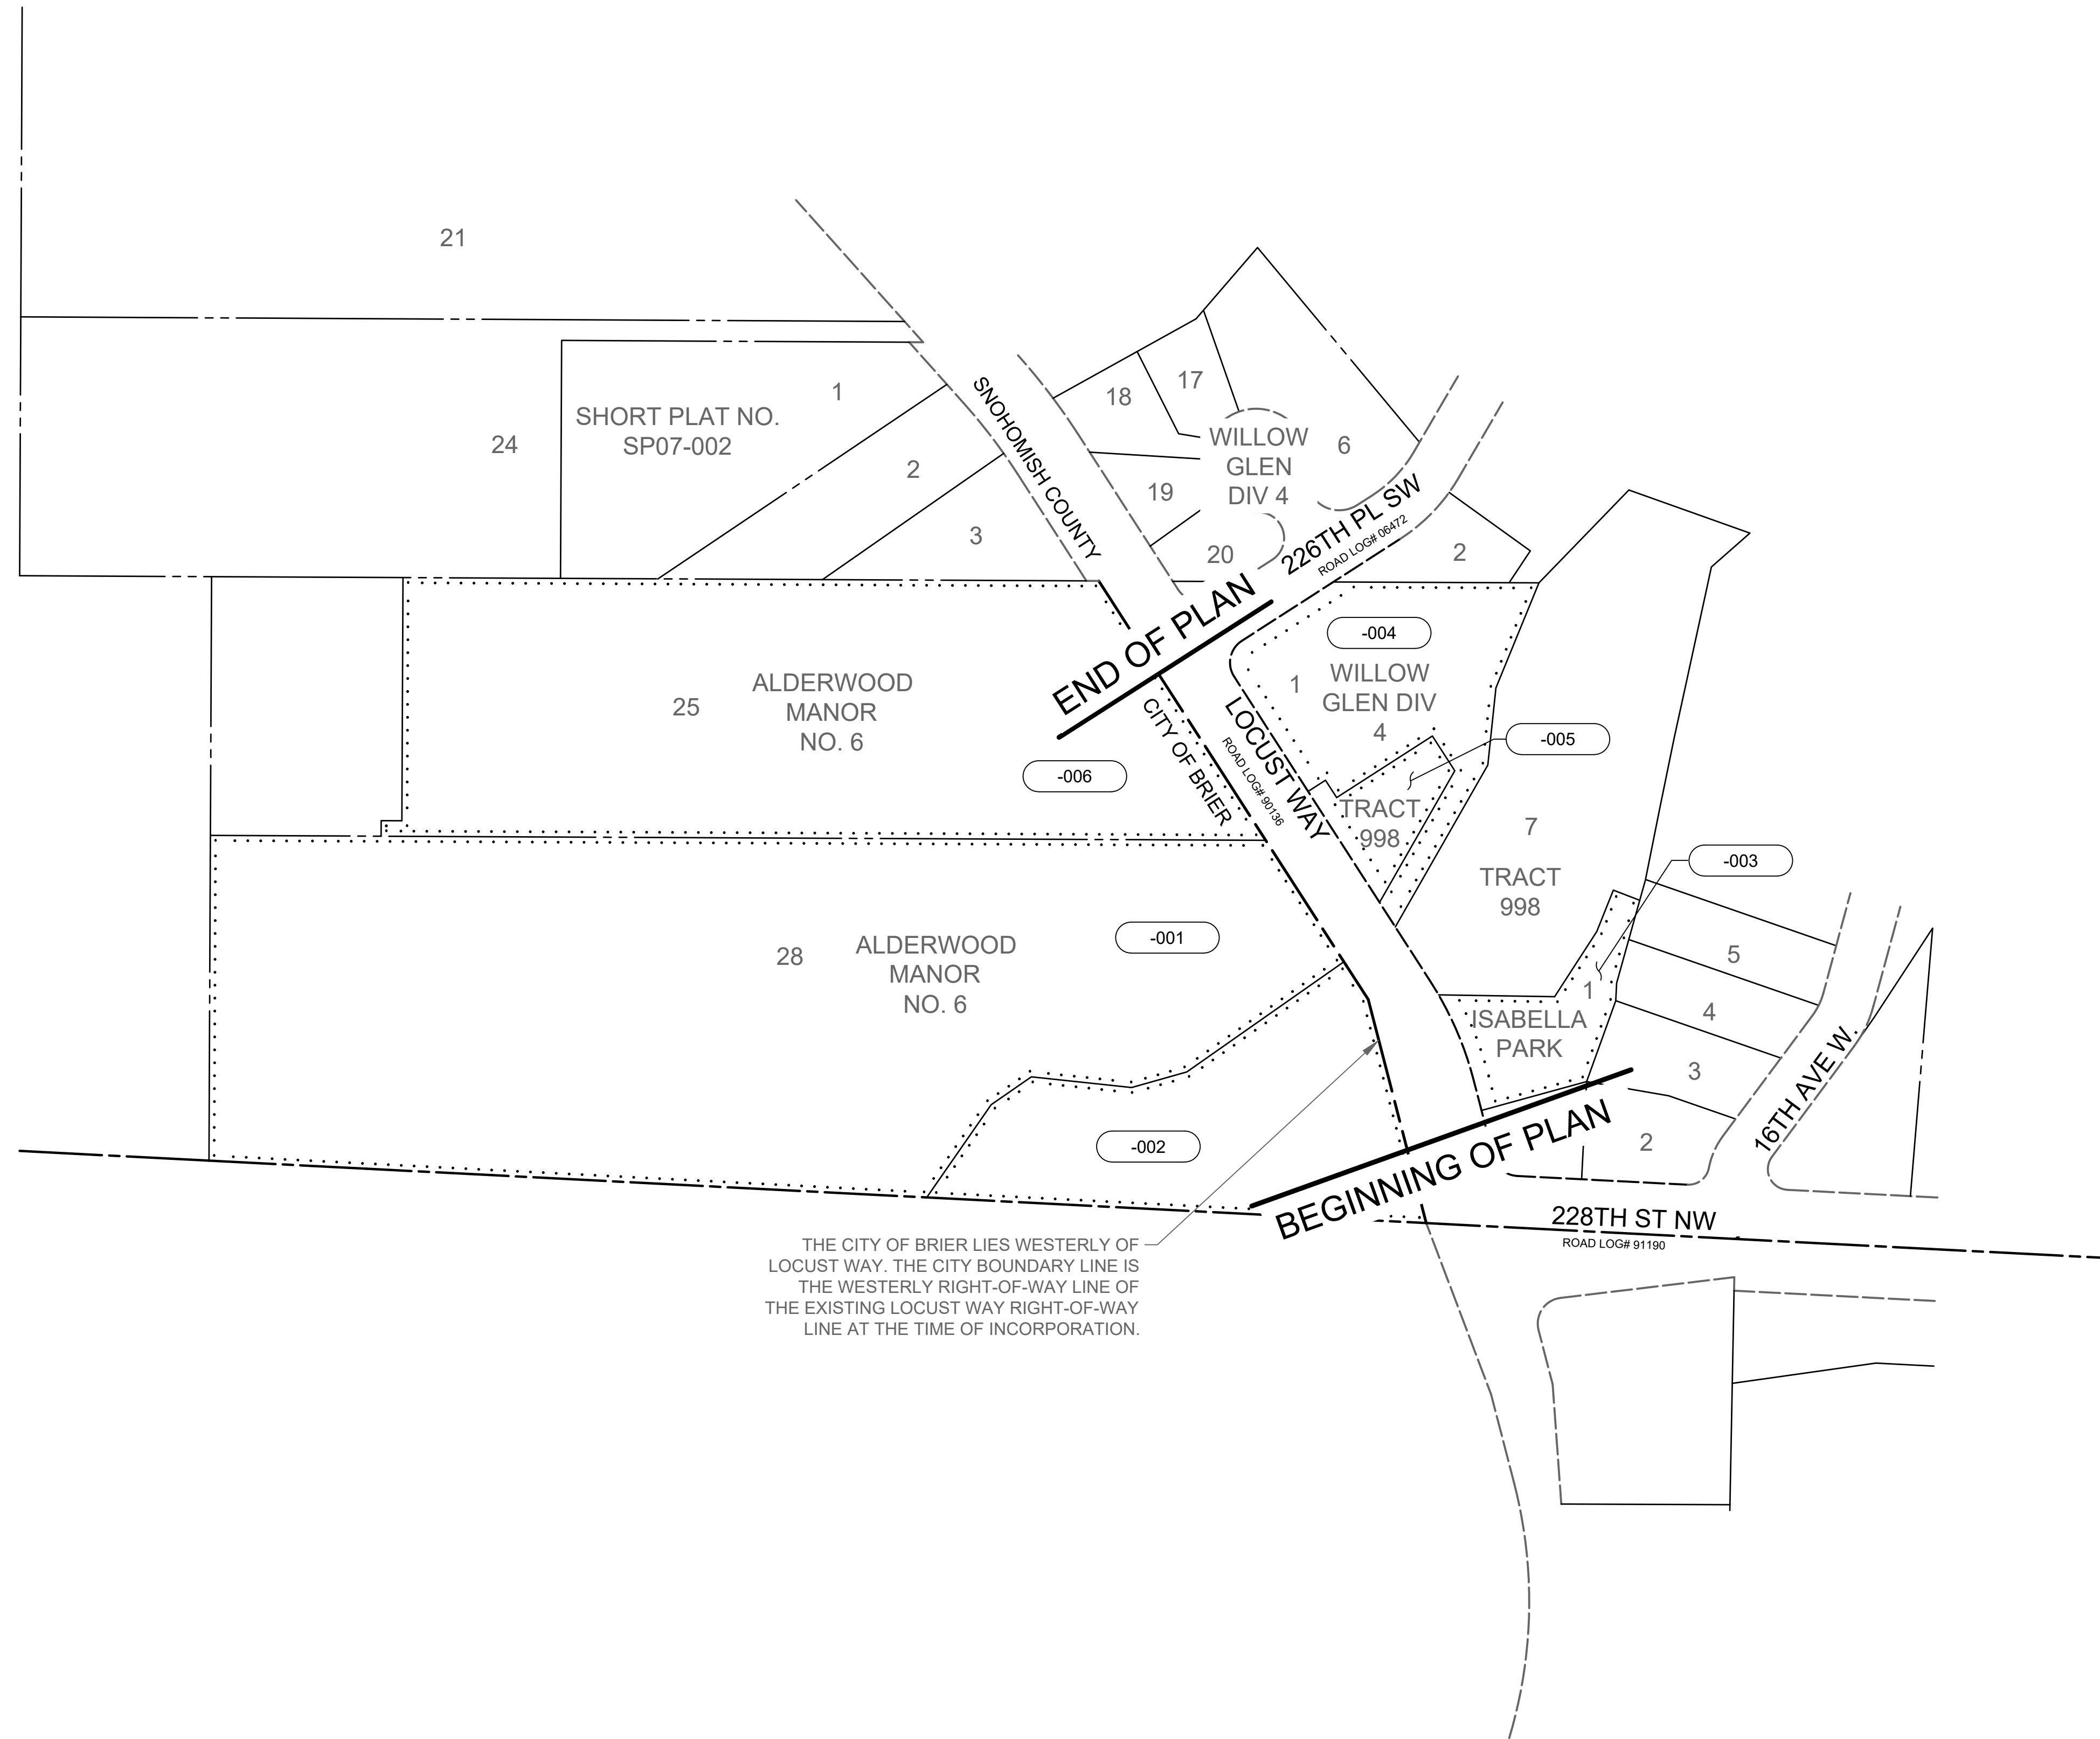 21
SHORT PLAT NO.
SP07-002
24
1
2
3
SNOHOMISH COUNTY
17
18
WILLOW
GLEN
DIV 4
6
19
20
226TH PL SW
ROAD LOG# 06472
2
END OF PLAN
-004
1
WILLOW
GLEN DIV
4
25
ALDERWOOD
MANOR
NO. 6
-006
CITY OF BRIER
LOCUST WAY
ROAD LOG# 90136
-005
TRACT
998
7
TRACT
998
-003
28
ALDERWOOD
MANOR
NO. 6
-001
1
ISABELLA
PARK
5
4
3
2
16TH AVE W.
-002
BEGINNING OF PLAN
228TH ST NW
ROAD LOG# 91190
THE CITY OF BRIER LIES WESTERLY OF
LOCUST WAY. THE CITY BOUNDARY LINE IS
THE WESTERLY RIGHT-OF-WAY LINE OF
THE EXISTING LOCUST WAY RIGHT-OF-WAY
LINE AT THE TIME OF INCORPORATION.